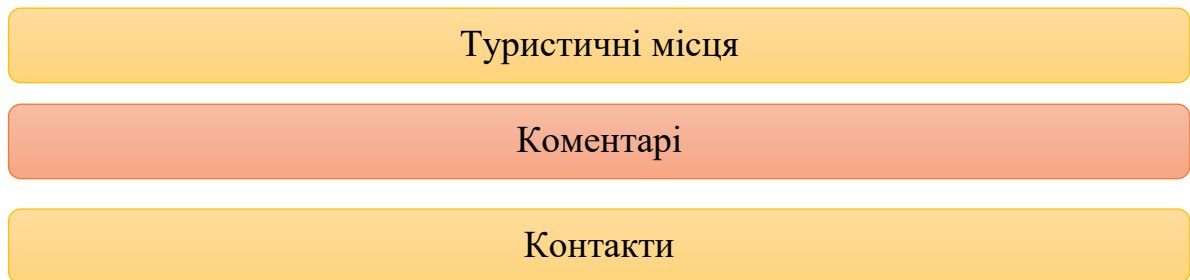 Туристичні місця
Коментарі
Контакти